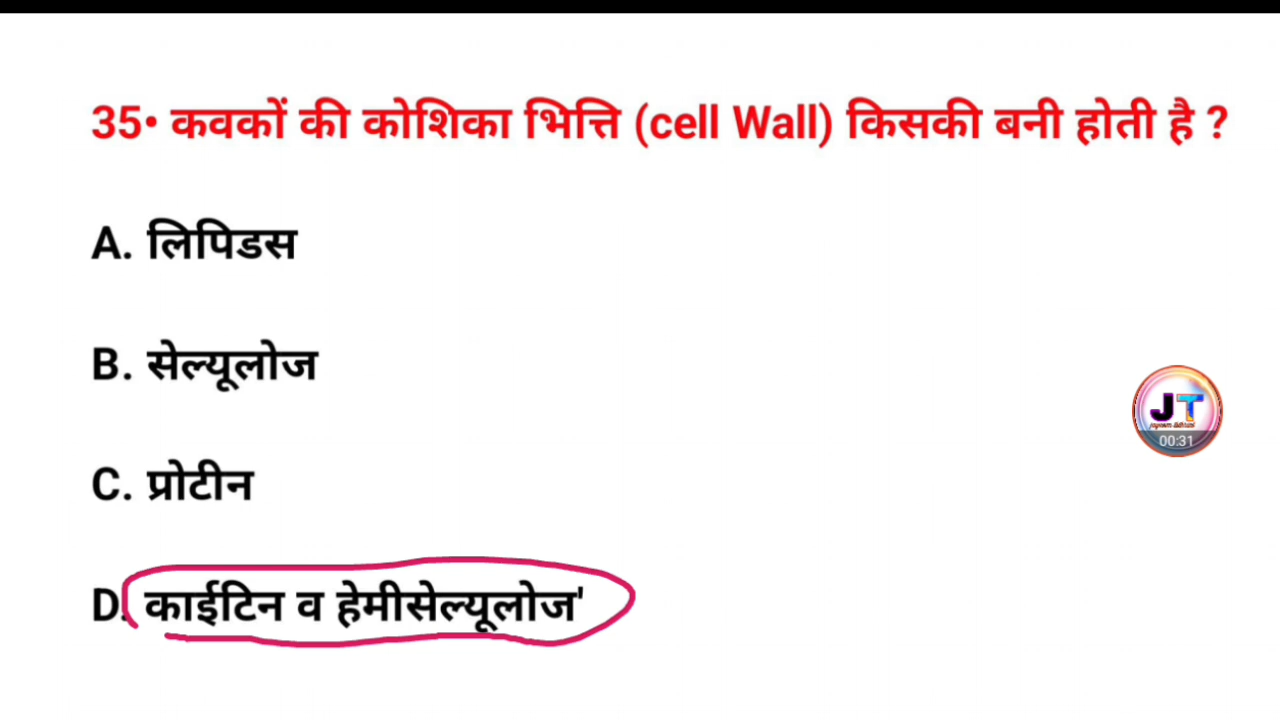 35• कवकों की कोशिका भित्ति (cell Wall) किसकी बनी होती है ?
A. लिपिडस
B. सेल्यूलोज
JT
00:31
C. प्रोटीन
D. काईटिन व हेमीसेल्यूलोज'